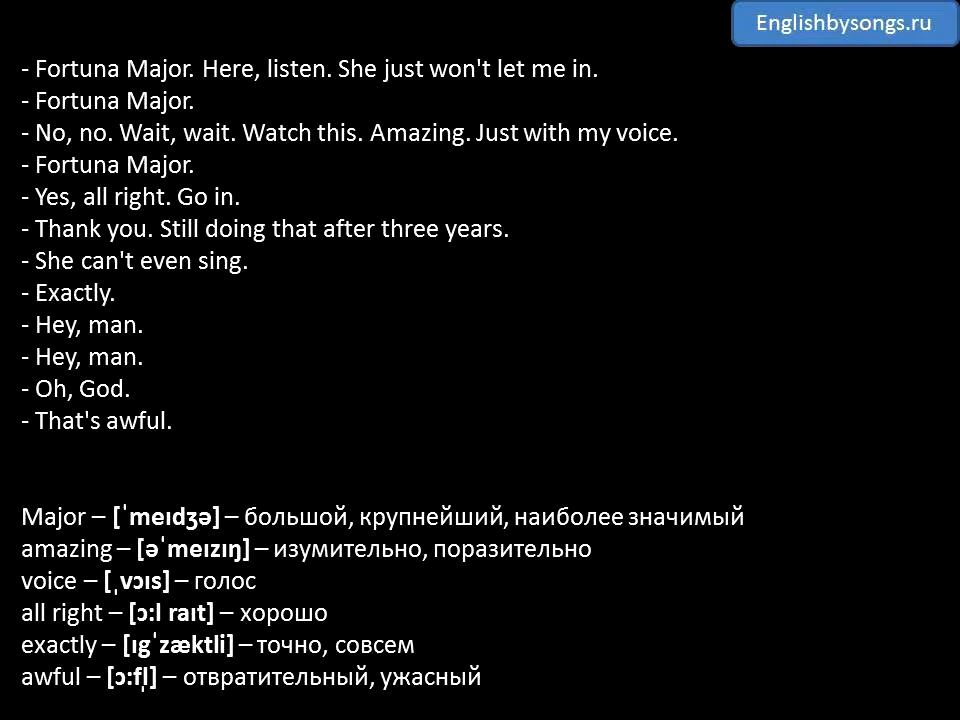 Englishbysongs.ru
- Fortuna Major. Here, listen. She just won't let me in.
- Fortuna Major.
- No, no. Wait, wait. Watch this. Amazing. Just with my voice.
- Fortuna Major.
- Yes, all right. Go in.
- Thank you. Still doing that after three years.
- She can't even sing.
- Exactly.
- Hey, man.
- Hey, man.
- Oh, God.
- That's awful.
Major – [ˈmeɪdʒə] – большой, крупнейший, наиболее значимый
amazing – [əˈmeɪzɪŋ] – изумительно, поразительно
voice – [ˌvɔɪs] – голос
all right – [ɔ:l raɪt] – хорошо
exactly – [ɪgˈzæktli] – точно, совсем
awful – [ɔ:fl̩] – отвратительный, ужасный